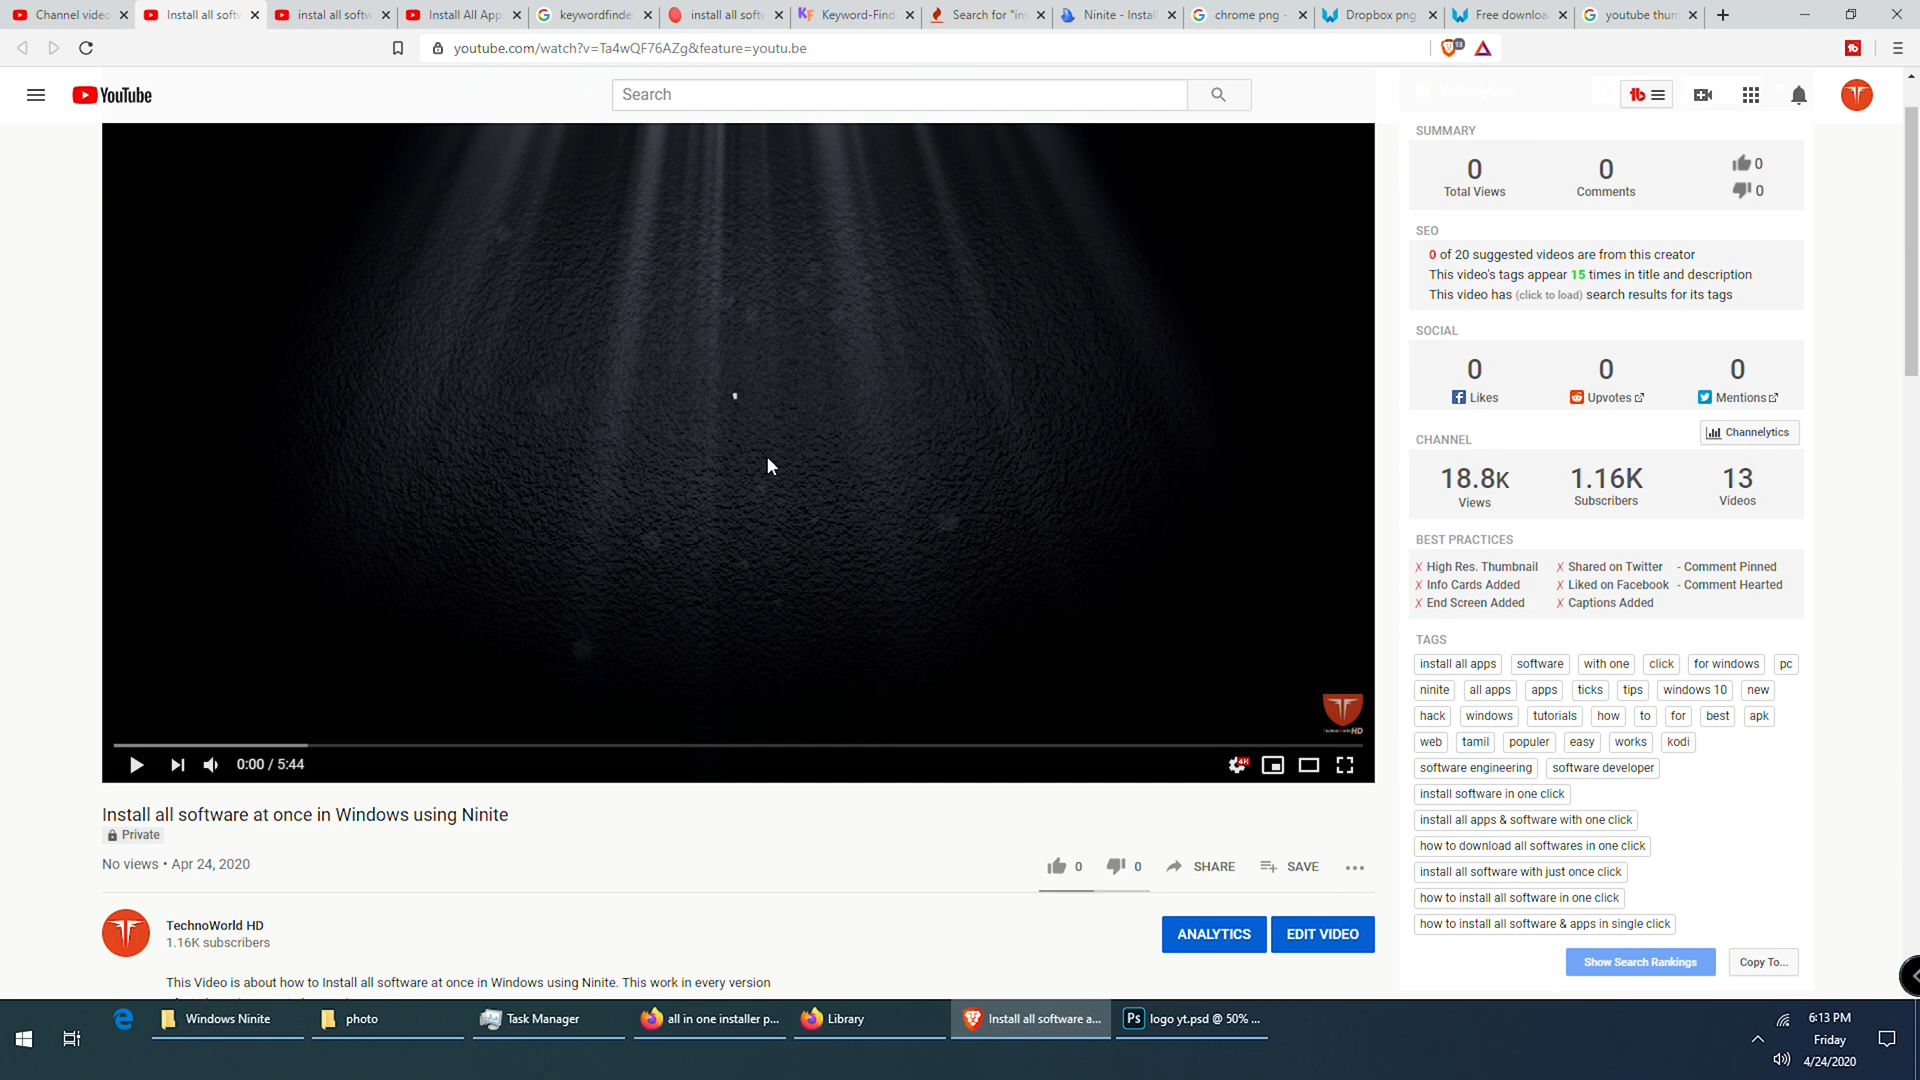 Channel video
Install all softw
instal all softw
Install All App
keywordfinde
install all softw
Keyword-Find
Search for "in
Ninite - Install
chrome png -
Dropbox png
Free downloa
youtube thum
youtube.com/watch?v=Ta4wQF76AZg&feature=youtu.be
13
YouTube
Search
SUMMARY
0
Total Views
0
Comments
0
0
SEO
0 of 20 suggested videos are from this creator
This video's tags appear 15 times in title and description
This video has (click to load) search results for its tags
SOCIAL
0
Likes
0
Upvotes
0
Mentions
CHANNEL
Channelytics
18.8K
Views
1.16K
Subscribers
13
Videos
BEST PRACTICES
X High Res. Thumbnail X Shared on Twitter - Comment Pinned
X Info Cards Added X Liked on Facebook - Comment Hearted
X End Screen Added X Captions Added
TAGS
install all apps software with one click for windows pc
ninite all apps apps ticks tips windows 10 new
hack windows tutorials how to for best apk
web tamil populer easy works kodi
software engineering software developer
install software in one click
install all apps & software with one click
how to download all softwares in one click
install all software with just once click
how to install all software in one click
how to install all software & apps in single click
Show Search Rankings Copy To...
0:00 / 5:44
4K
Install all software at once in Windows using Ninite
Private
No views • Apr 24, 2020
0 0 SHARE SAVE
TechnoWorld HD
1.16K subscribers
ANALYTICS EDIT VIDEO
This Video is about how to Install all software at once in Windows using Ninite. This work in every version
Windows Ninite
photo
Task Manager
all in one installer p...
Library
Install all software a...
Ps logo yt.psd @ 50% ...
6:13 PM
Friday
4/24/2020